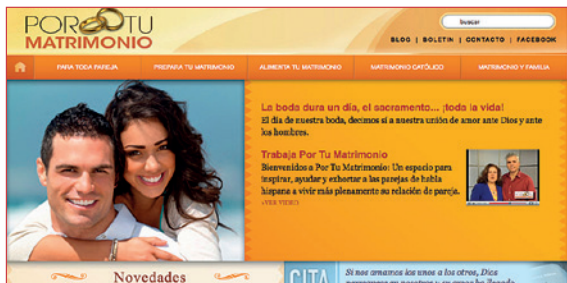 POR TU
MATRIMONIO
buscar
BLOG | BOLETIN | CONTACTO | FACEBOOK
PARA TODA PAREJA PREPARA TU MATRIMONIO ALIMENTA TU MATRIMONIO MATRIMONIO CATÓLICO MATRIMONIO Y FAMILIA
La boda dura un día, el sacramento... ¡toda la vida!
El día de nuestra boda, decimos sí a nuestra unión de amor ante Dios y ante
los hombres.
Trabaja Por Tu Matrimonio
Bienvenidos a Por Tu Matrimonio: Un espacio para
inspirar, ayudar y exhortar a las parejas de habla
hispana a vivir más plenamente su relación de pareja.
»VER VIDEO
Novedades
CITA
Si nos amamos los unos a los otros, Dios